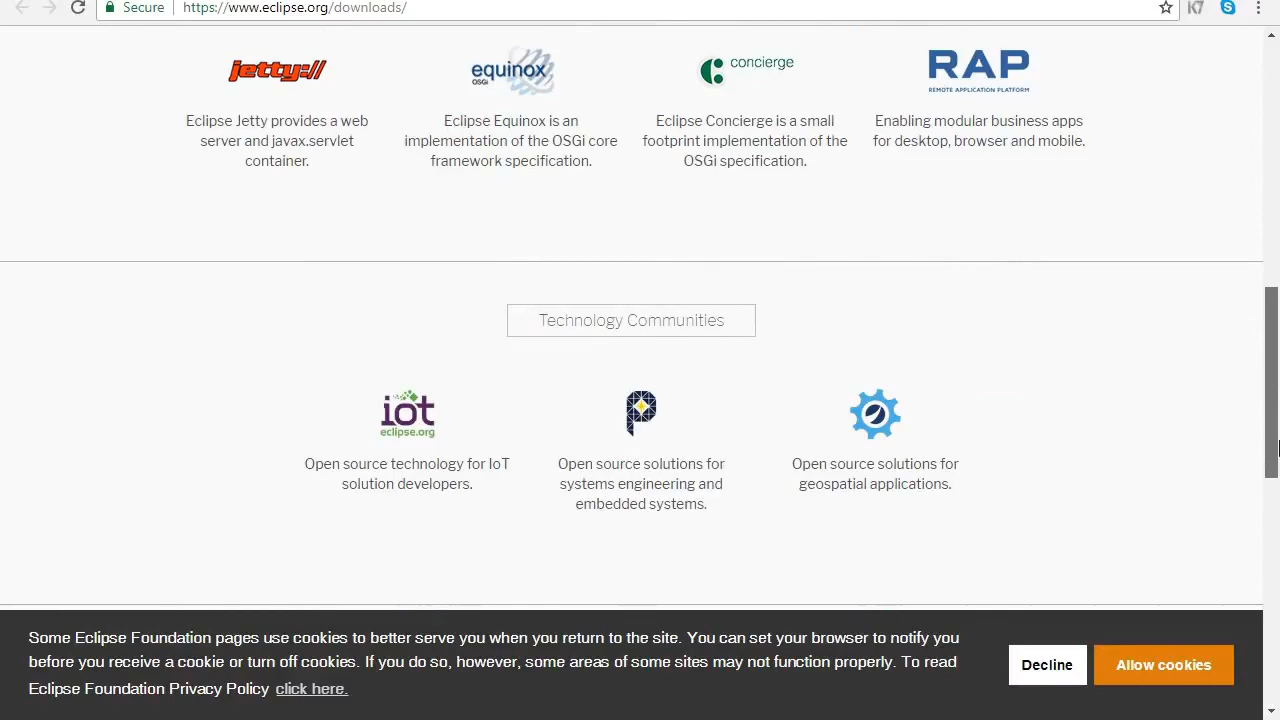 Secure
https://www.eclipse.org/downloads/
jetty://
equinox
OSGi
concierge
RAP
REMOTE APPLICATION PLATFORM
Eclipse Jetty provides a web
server and javax.servlet
container.
Eclipse Equinox is an
implementation of the OSGi core
framework specification.
Eclipse Concierge is a small
footprint implementation of the
OSGi specification.
Enabling modular business apps
for desktop, browser and mobile.
Technology Communities
iot
eclipse.org
Open source technology for IoT
solution developers.
Open source solutions for
systems engineering and
embedded systems.
Open source solutions for
geospatial applications.
Some Eclipse Foundation pages use cookies to better serve you when you return to the site. You can set your browser to notify you
before you receive a cookie or turn off cookies. If you do so, however, some areas of some sites may not function properly. To read
Eclipse Foundation Privacy Policy click here.
Decline
Allow cookies